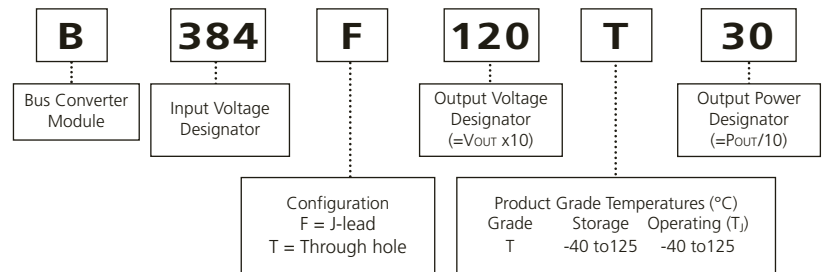 B 384 F 120 T 30
Bus Converter
Module
Input Voltage
Designator
Output Voltage
Designator
(=VOUT x10)
Output Power
Designator
(=POUT/10)
Configuration
F = J-lead
T = Through hole
Product Grade Temperatures (°C)
Grade Storage Operating (TJ)
T -40 to125 -40 to125